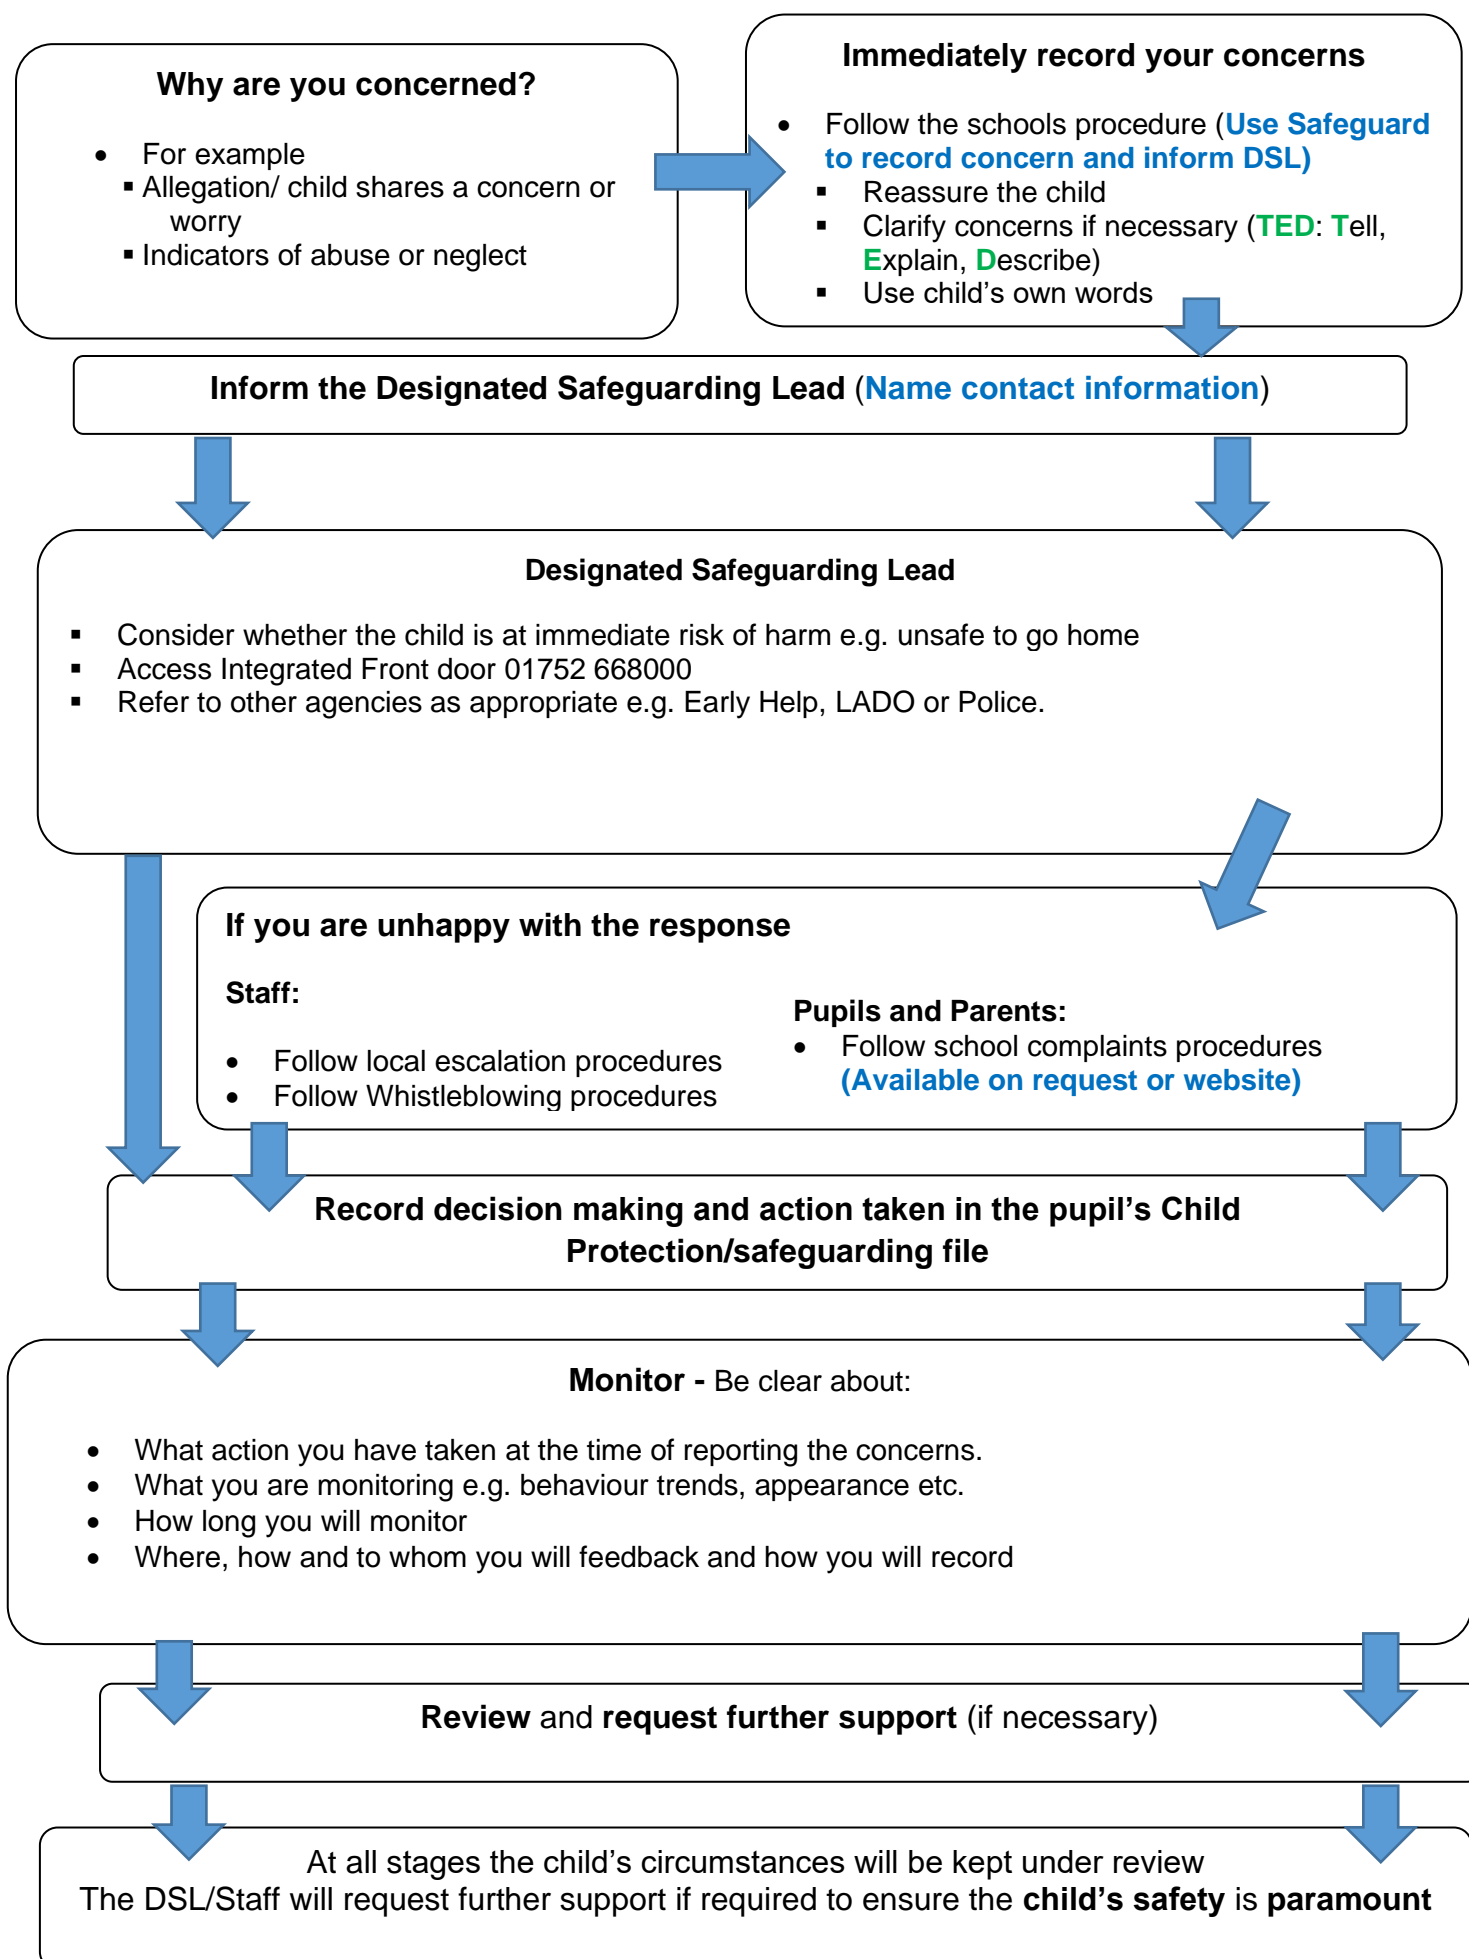 Why are you concerned?
• For example
▪ Allegation/ child shares a concern or
worry
▪ Indicators of abuse or neglect
Immediately record your concerns
• Follow the schools procedure (Use Safeguard
to record concern and inform DSL)
▪ Reassure the child
▪ Clarify concerns if necessary (TED: Tell,
Explain, Describe)
▪ Use child’s own words
Inform the Designated Safeguarding Lead (Name contact information)
Designated Safeguarding Lead
▪ Consider whether the child is at immediate risk of harm e.g. unsafe to go home
▪ Access Integrated Front door 01752 668000
▪ Refer to other agencies as appropriate e.g. Early Help, LADO or Police.
If you are unhappy with the response
Staff:
• Follow local escalation procedures
• Follow Whistleblowing procedures
Pupils and Parents:
• Follow school complaints procedures
(Available on request or website)
Record decision making and action taken in the pupil’s Child
Protection/safeguarding file
Monitor - Be clear about:
• What action you have taken at the time of reporting the concerns.
• What you are monitoring e.g. behaviour trends, appearance etc.
• How long you will monitor
• Where, how and to whom you will feedback and how you will record
Review and request further support (if necessary)
At all stages the child’s circumstances will be kept under review
The DSL/Staff will request further support if required to ensure the child’s safety is paramount